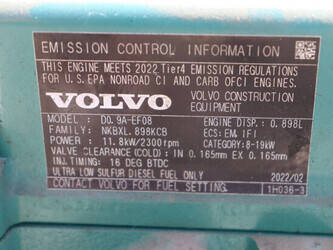 EMISSION CONTROL INFORMATION
THIS ENGINE MEETS 2022 Tier4 EMISSION REGULATIONS
FOR U.S.EPA NONROAD CI AND CARB OFCI ENGINES.
VOLVO VOLVO CONSTRUCTION
EQUIPMENT
MODEL : D0.9A-EF08 ENGINE DISP.: 0.898L
FAMILY : NKBXL.898KCB ECS: EM, IFI
POWER : 11.8kW/2300rpm CATEGORY: 8-19kW
VALVE CLEARANCE (COLD): IN 0.165mm EX 0.165mm
INJ. TIMING: 16 DEG BTDC
ULTRA LOW SULFUR DIESEL FUEL ONLY 2022/02
CONTACT VOLVO FOR FUEL SETTING. 1H036-3